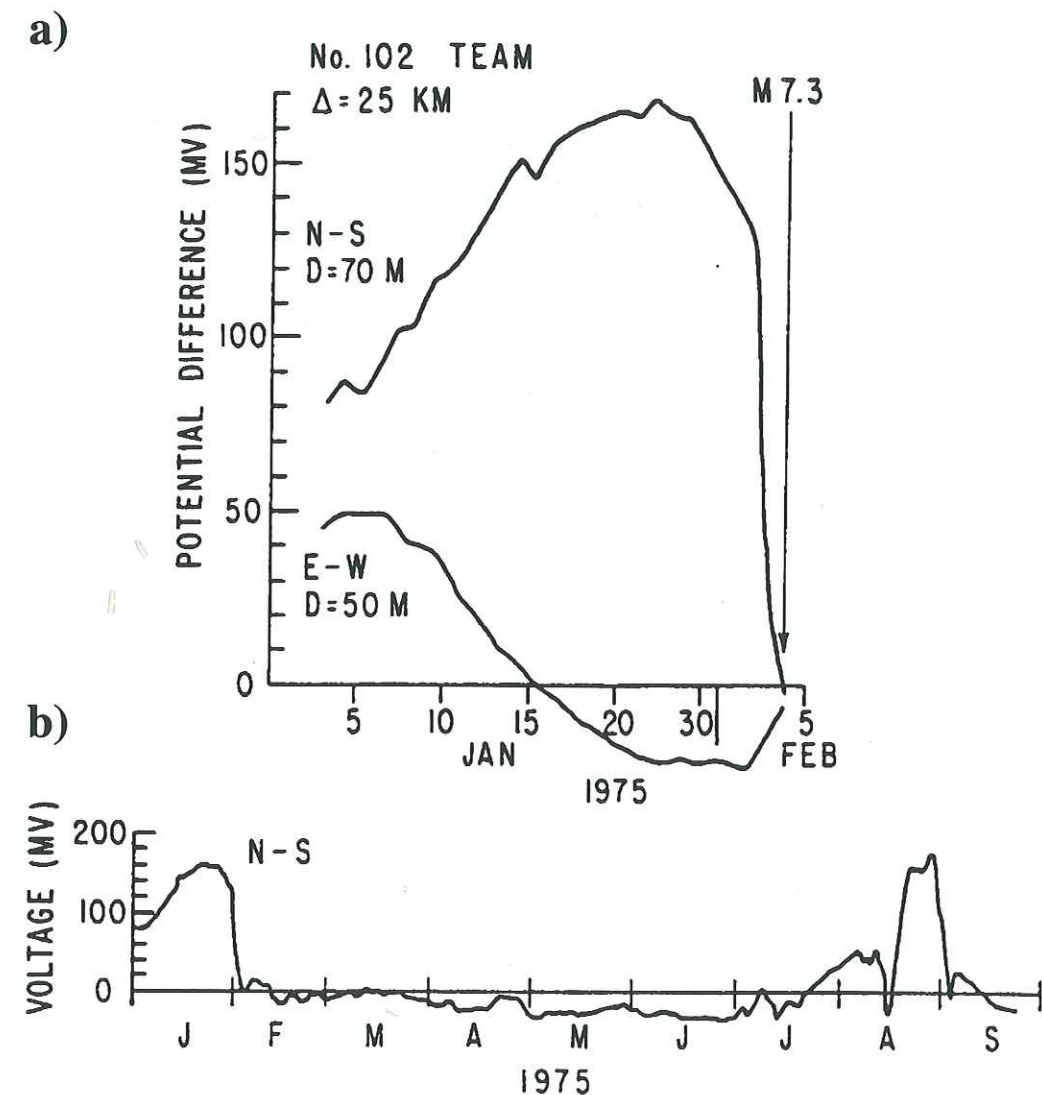 a)
No. 102 TEAM
Δ=25 KM
M 7.3
POTENTIAL DIFFERENCE (MV)
150
100
50
0
N-S
D=70 M
E-W
D=50 M
5 10 15 20 30 5
JAN FEB
1975
b)
VOLTAGE (MV)
200
100
0
N-S
J F M A M J J A S
1975